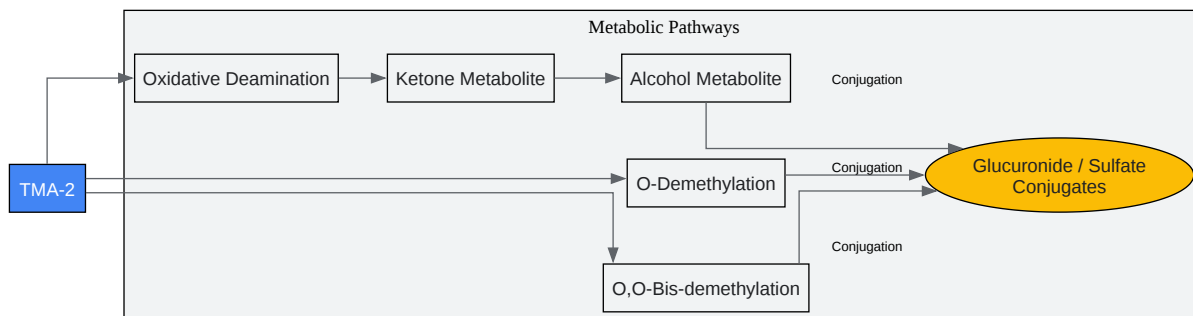 Metabolic Pathways
Oxidative Deamination
Ketone Metabolite
Alcohol Metabolite
Conjugation
TMA-2
O-Demethylation
Conjugation
Glucuronide / Sulfate
Conjugates
Conjugation
O,O-Bis-demethylation